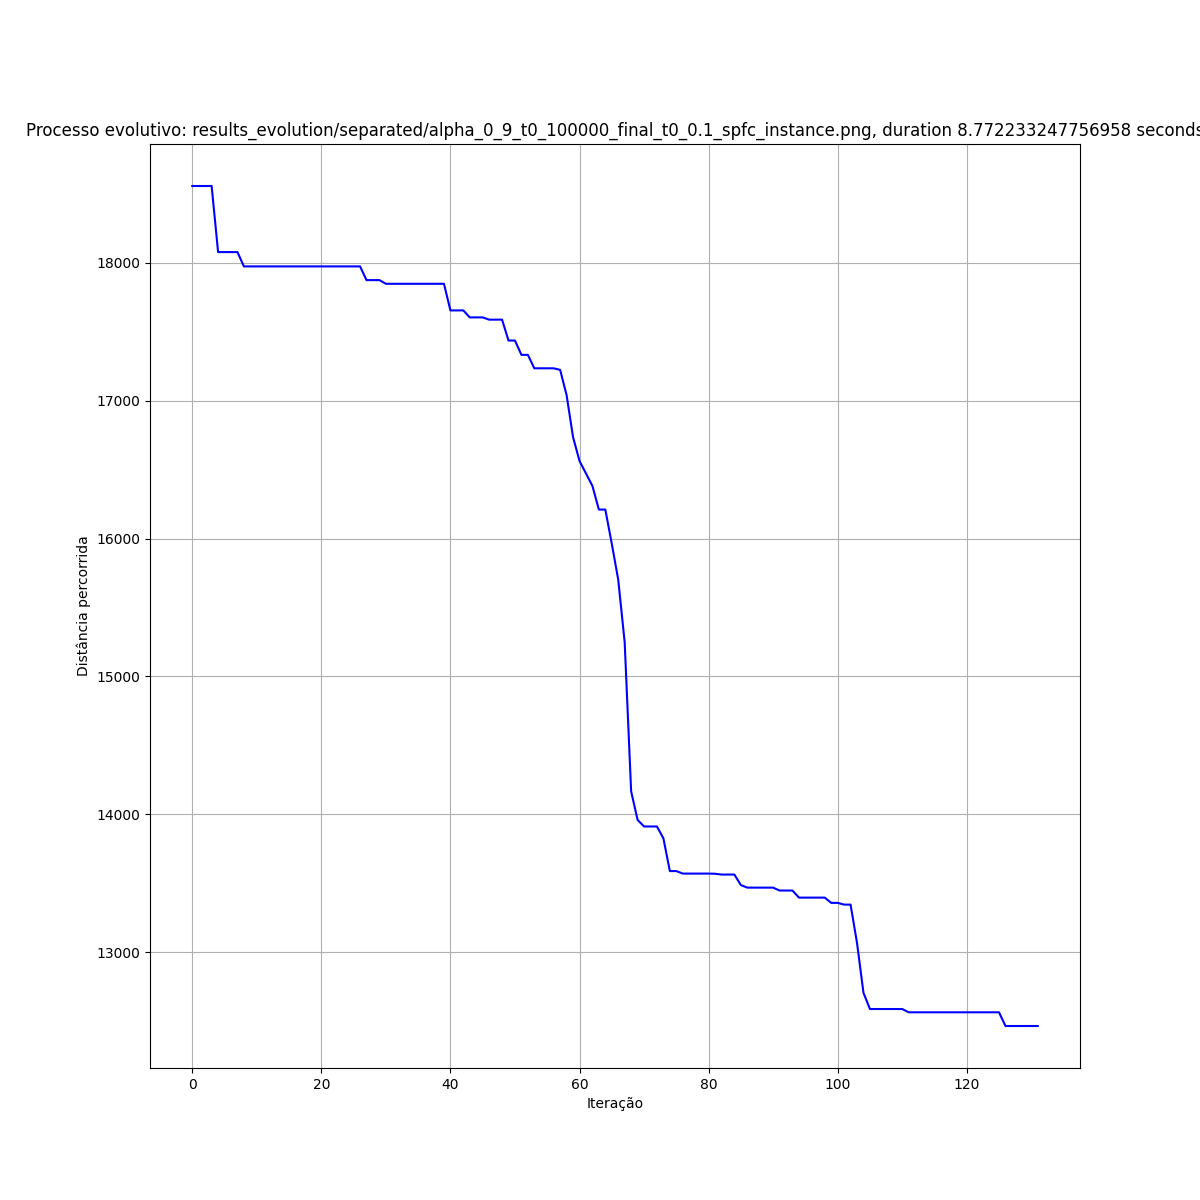 Processo evolutivo: results_evolution/separated/alpha_0_9_t0_100000_final_t0_0.1_spfc_instance.png, duration 8.772233247756958 seconds
18000
17000
16000
15000
14000
13000
Distância percorrida
0 20 40 60 80 100 120
Iteração